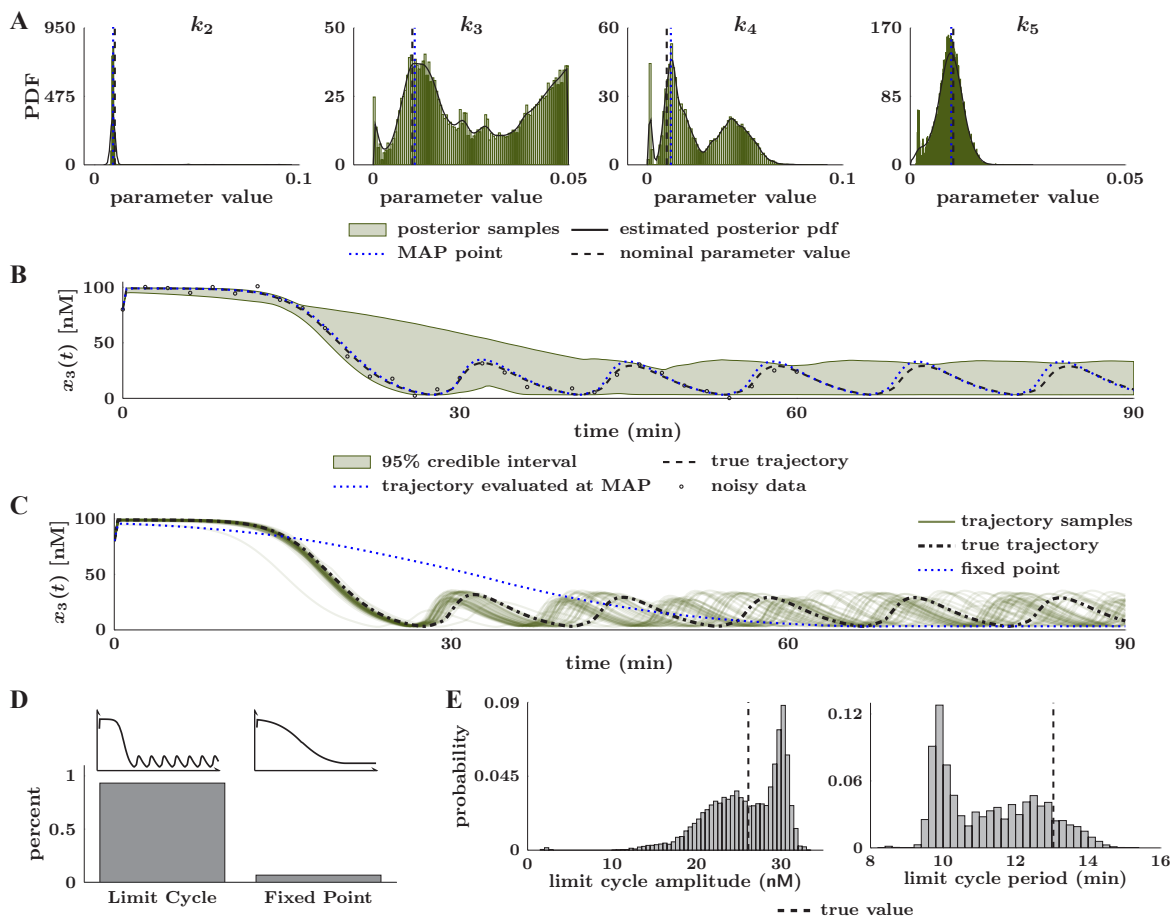 A
k2
k3
k4
k5
PDF
950
475
0
0
0.1
parameter value
50
25
0
0
0.05
parameter value
60
30
0
0
0.1
parameter value
170
85
0
0
0.05
parameter value
posterior samples
estimated posterior pdf
MAP point
nominal parameter value
B
x3(t) [nM]
100
50
0
0
30
60
90
time (min)
95% credible interval
true trajectory
trajectory evaluated at MAP
noisy data
C
x3(t) [nM]
100
50
0
0
30
60
90
time (min)
trajectory samples
true trajectory
fixed point
D
percent
1
0.5
0
Limit Cycle
Fixed Point
E
probability
0.09
0.045
0
0
10
20
30
limit cycle amplitude (nM)
0.12
0.06
0
8
10
12
14
16
limit cycle period (min)
true value